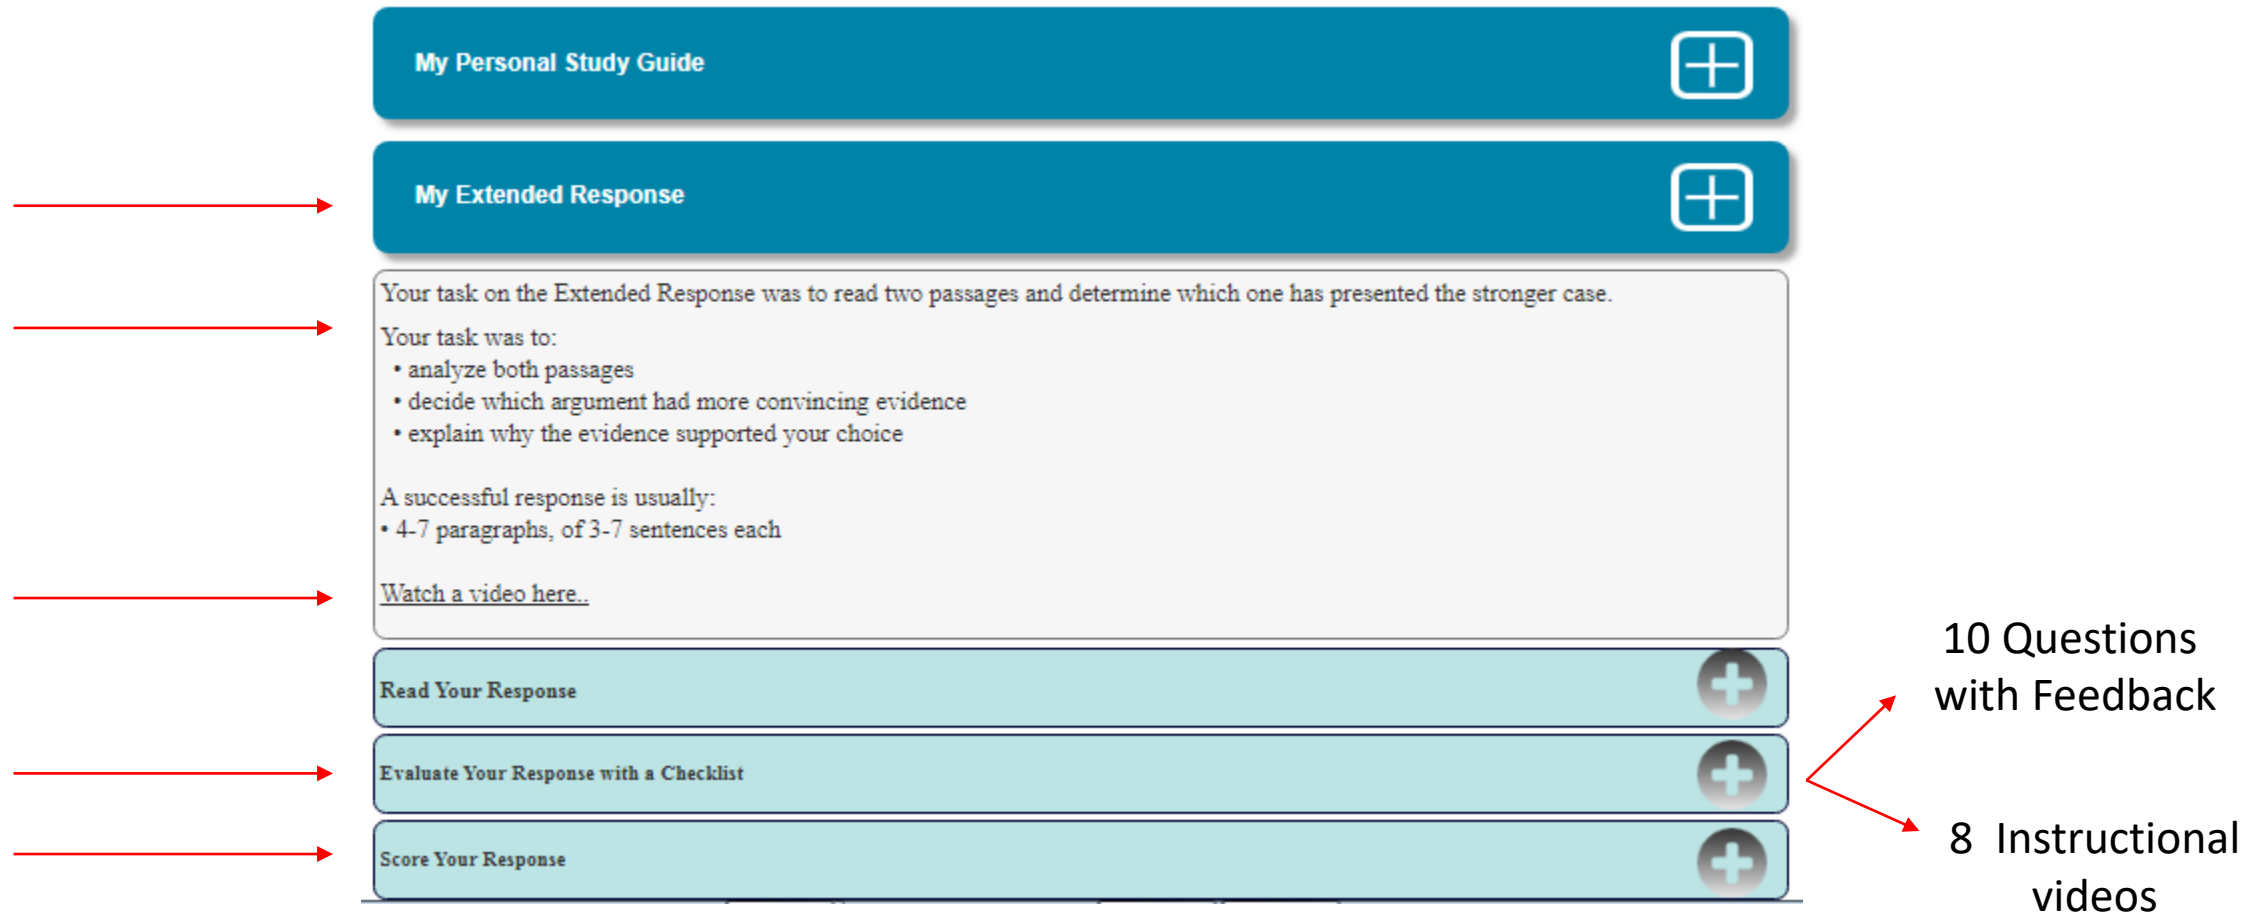 My Personal Study Guide
My Extended Response
Your task on the Extended Response was to read two passages and determine which one has presented the stronger case.
Your task was to:
• analyze both passages
• decide which argument had more convincing evidence
• explain why the evidence supported your choice
A successful response is usually:
• 4-7 paragraphs, of 3-7 sentences each
Watch a video here..
Read Your Response
Evaluate Your Response with a Checklist
Score Your Response
10 Questions
with Feedback
8 Instructional
videos